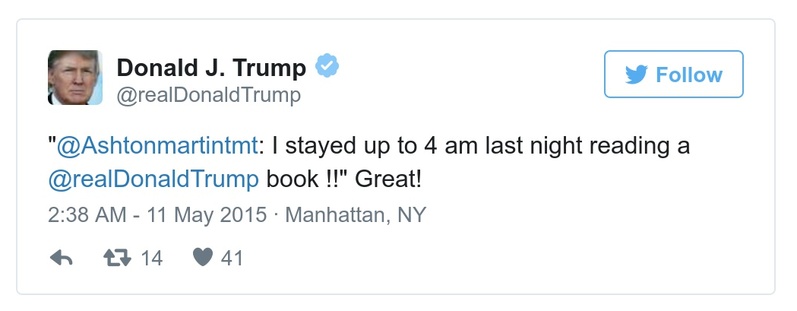 Donald J. Trump
@realDonaldTrump
Follow
"@Ashtonmartintmt: I stayed up to 4 am last night reading a
@realDonaldTrump book !!" Great!
2:38 AM - 11 May 2015 · Manhattan, NY
14 41